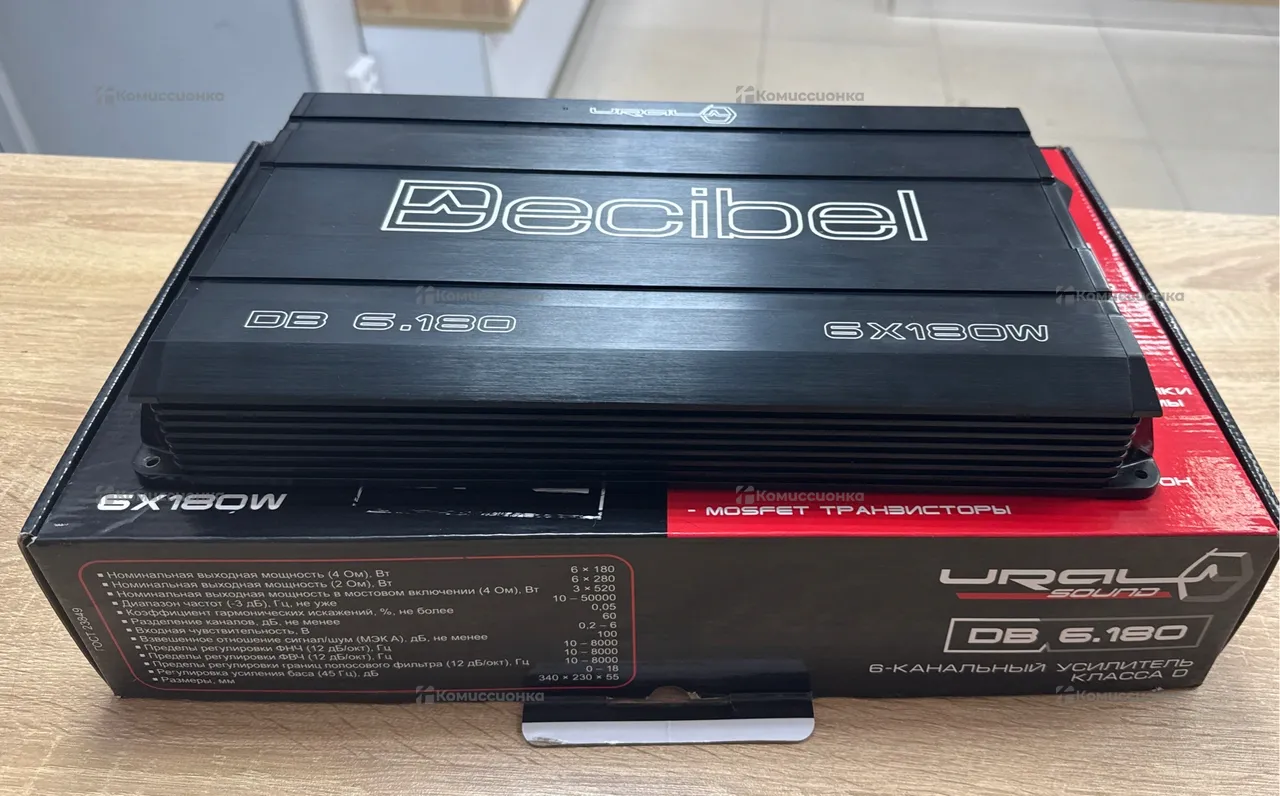 Комиссионка
Комиссионка
URAL
Decibel
Комиссионка
Комиссионка
DB 6.180
6X180W
Комиссионка
Комиссионка
6X180W
- MOSFET ТРАНЗИСТОРЫ
▪ Номинальная выходная мощность (4 Ом), Вт 6 × 180
▪ Номинальная выходная мощность (2 Ом), Вт 6 × 280
▪ Номинальная выходная мощность в мостовом включении (4 Ом), Вт 3 × 520
▪ Диапазон частот (-3 дБ), Гц, не уже 10 – 50000
▪ Коэффициент гармонических искажений, %, не более 0,05
▪ Разделение каналов, дБ, не менее 60
▪ Входная чувствительность, В 0,2 – 6
▪ Взвешенное отношение сигнал/шум (МЭК А), дБ, не менее 100
▪ Пределы регулировки ФНЧ (12 дБ/окт), Гц 10 – 8000
▪ Пределы регулировки ФВЧ (12 дБ/окт), Гц 10 – 8000
▪ Пределы регулировки границ полосового фильтра (12 дБ/окт), Гц 10 – 8000
▪ Регулировка усиления баса (45 Гц), дБ 0 – 18
▪ Размеры, мм 340 × 230 × 55
ГОСТ 23849
URAL
SOUND
DB 6.180
6-КАНАЛЬНЫЙ УСИЛИТЕЛЬ
КЛАССА D
Комиссионка
Комиссионка